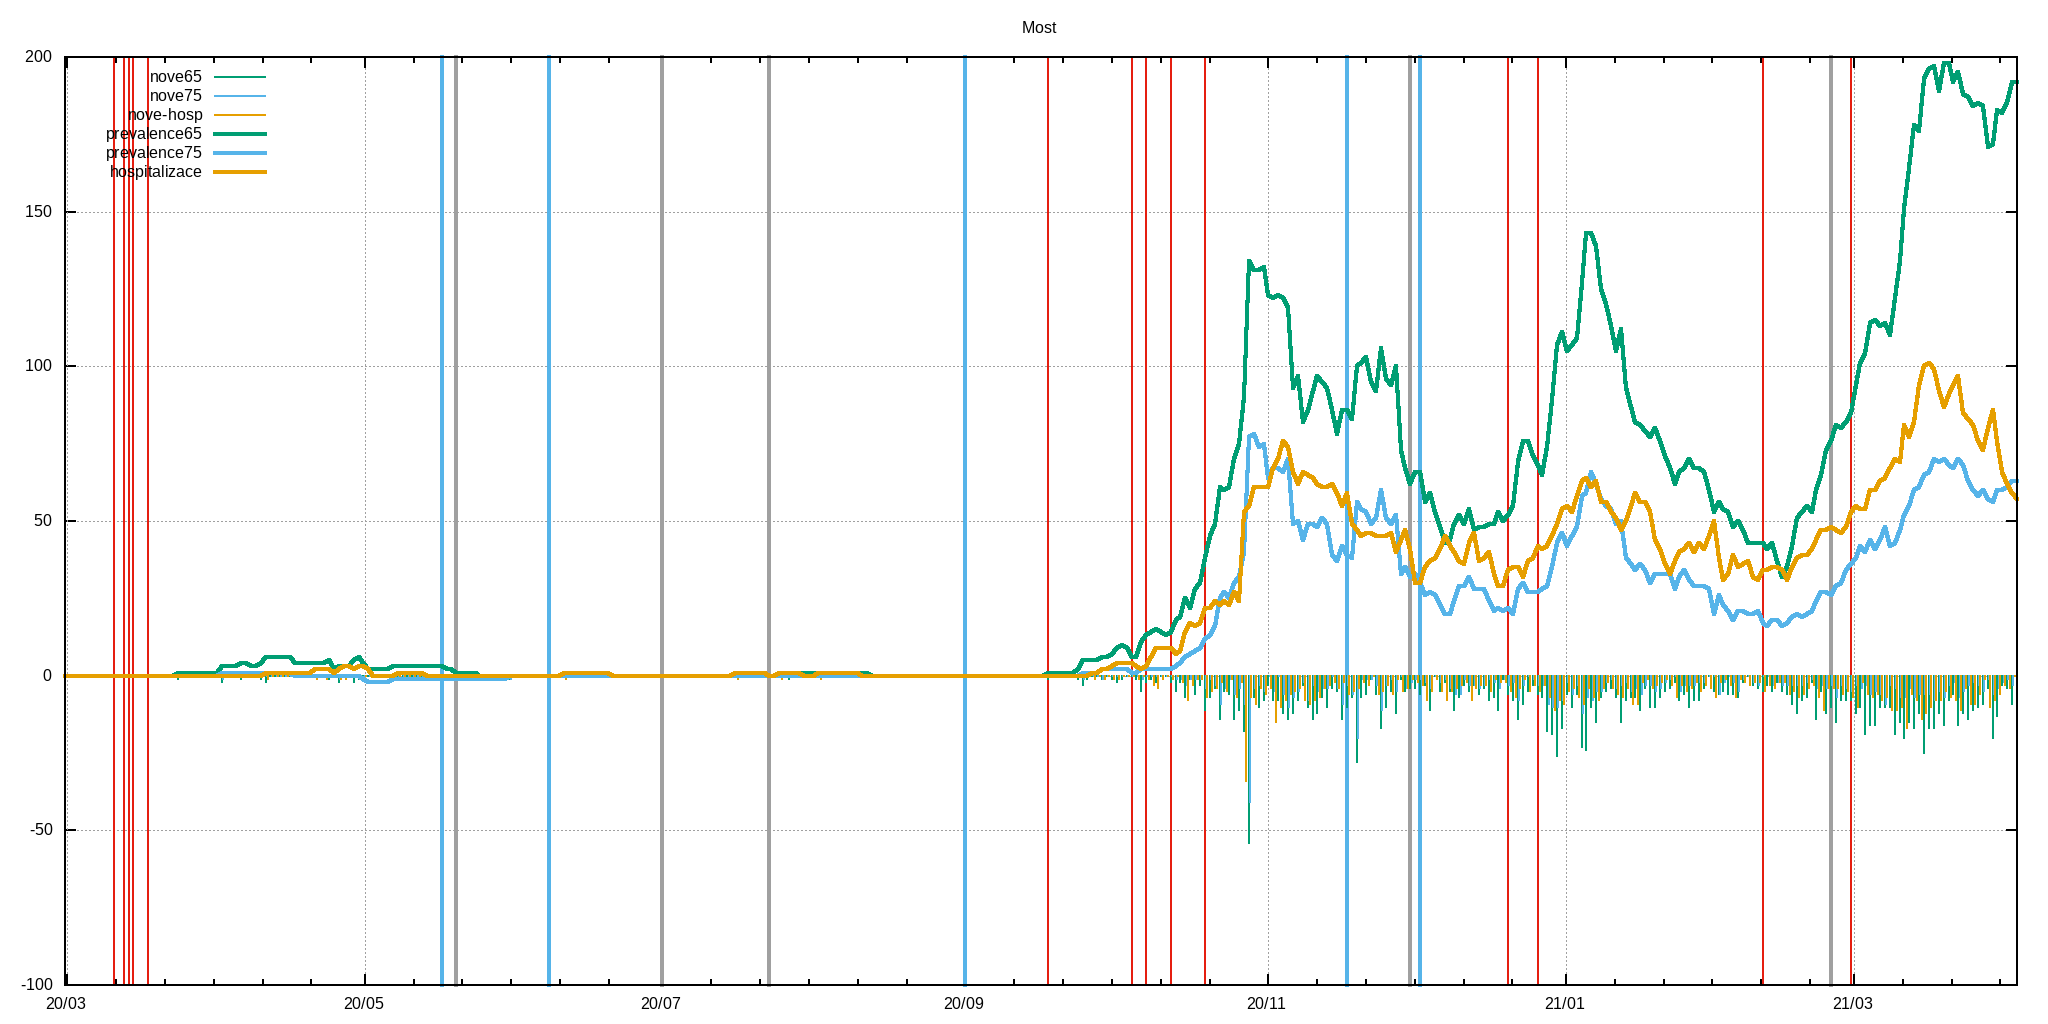 Most
200
nove65
nove75
nove-hosp
prevalence65
prevalence75
hospitalizace
150
100
50
0
-50
-100
20/03 20/05 20/07 20/09 20/11 21/01 21/03